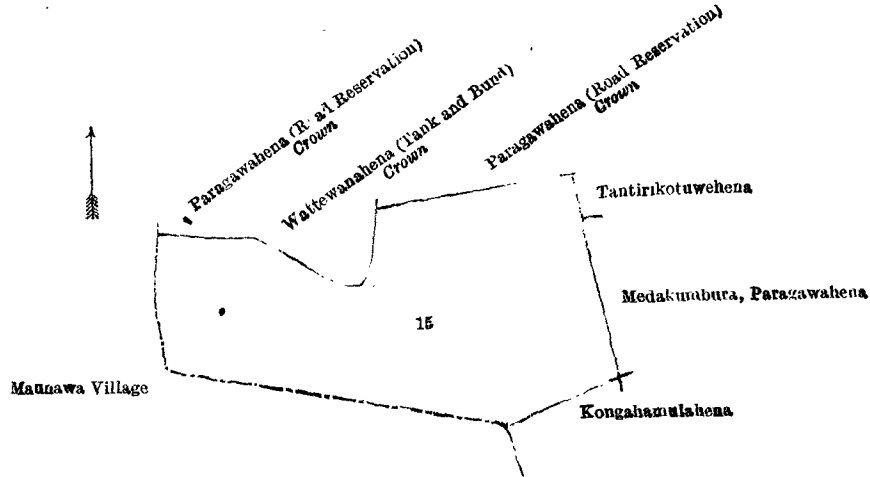 Paragawahena (R ad Reservation)
Crown
Wattewanahena (Tank and Bund)
Crown
Paragawahena (Road Reservation)
Crown
Tantirikotuwehena
Medakumbura, Paragawahena
15
Maunawa Village
Kongahamulahena